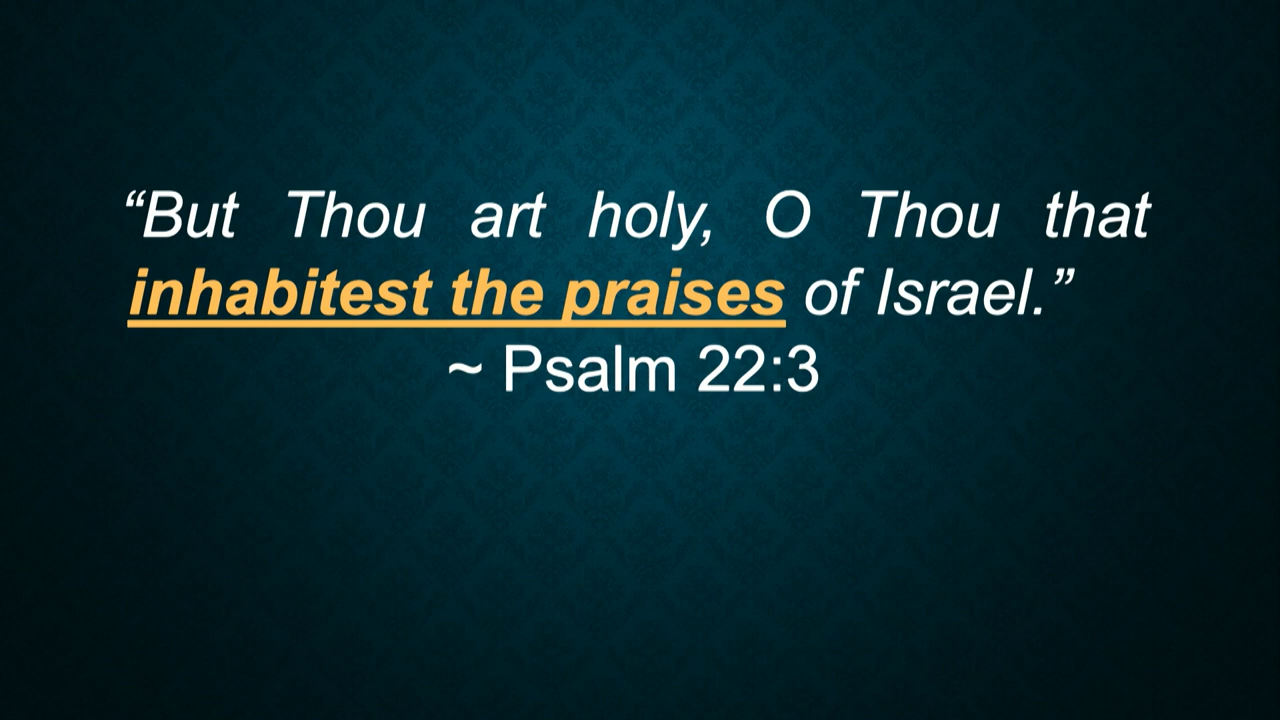 “But Thou art holy, O Thou that
inhabitest the praises of Israel.”
~ Psalm 22:3